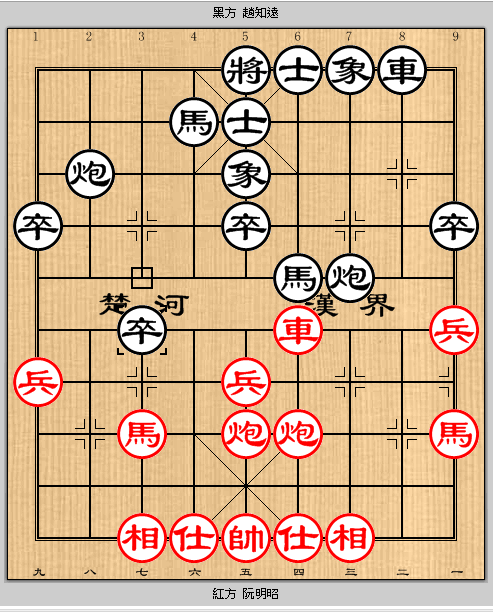 黑方 趙知遠
1 2 3 4 5 6 7 8 9
將 士 象 車
馬 士
炮 象
卒 卒 卒
馬 炮
楚 河 漢 界
卒 車 兵
兵 兵
馬 炮 炮 馬
相 仕 帥 仕 相
九 八 七 六 五 四 三 二 一
紅方 阮明昭